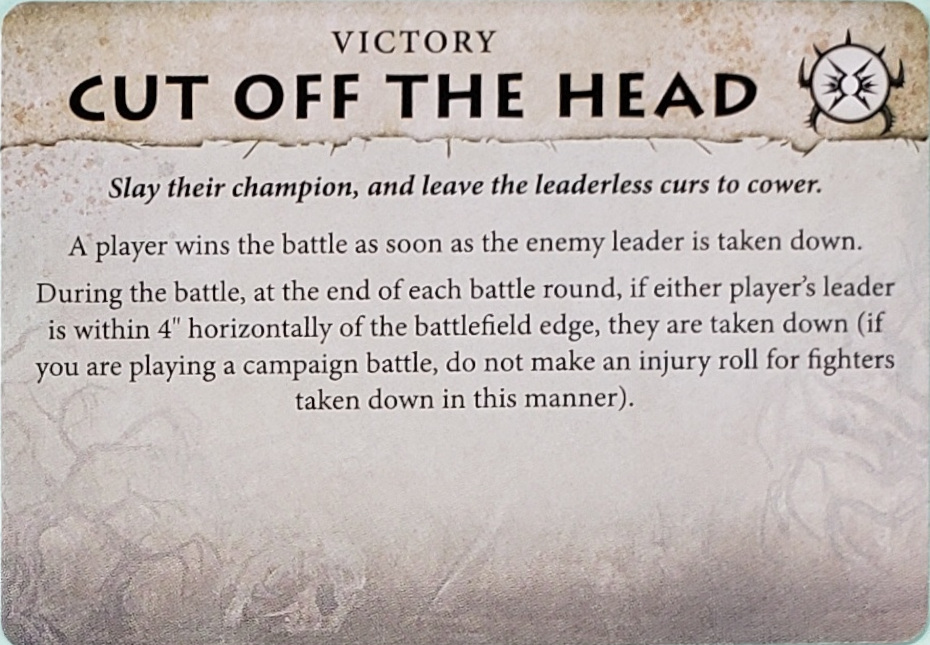 VICTORY
CUT OFF THE HEAD
Slay their champion, and leave the leaderless curs to cower.
A player wins the battle as soon as the enemy leader is taken down.
During the battle, at the end of each battle round, if either player's leader
is within 4" horizontally of the battlefield edge, they are taken down (if
you are playing a campaign battle, do not make an injury roll for fighters
taken down in this manner).